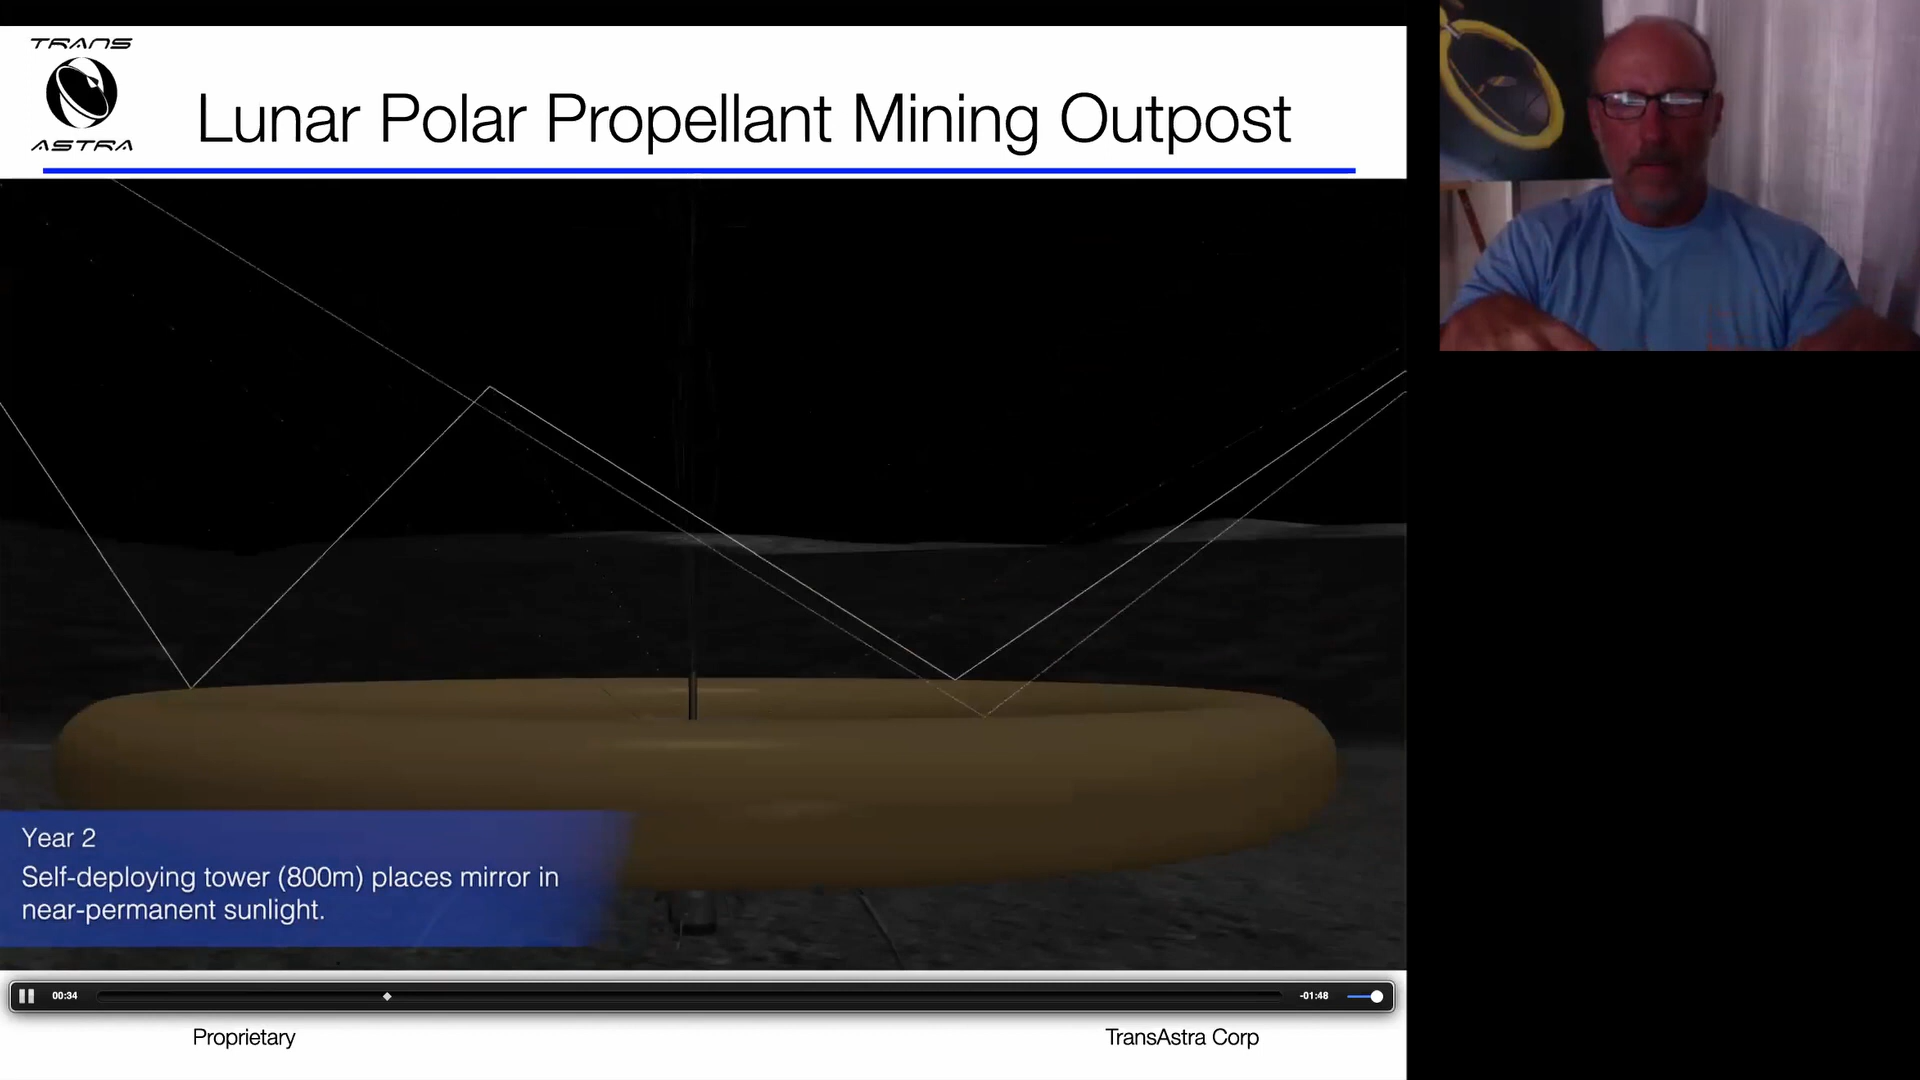 TRANS
ASTRA
Lunar Polar Propellant Mining Outpost
Year 2
Self-deploying tower (800m) places mirror in
near-permanent sunlight.
00:34
-01:48
Proprietary
TransAstra Corp